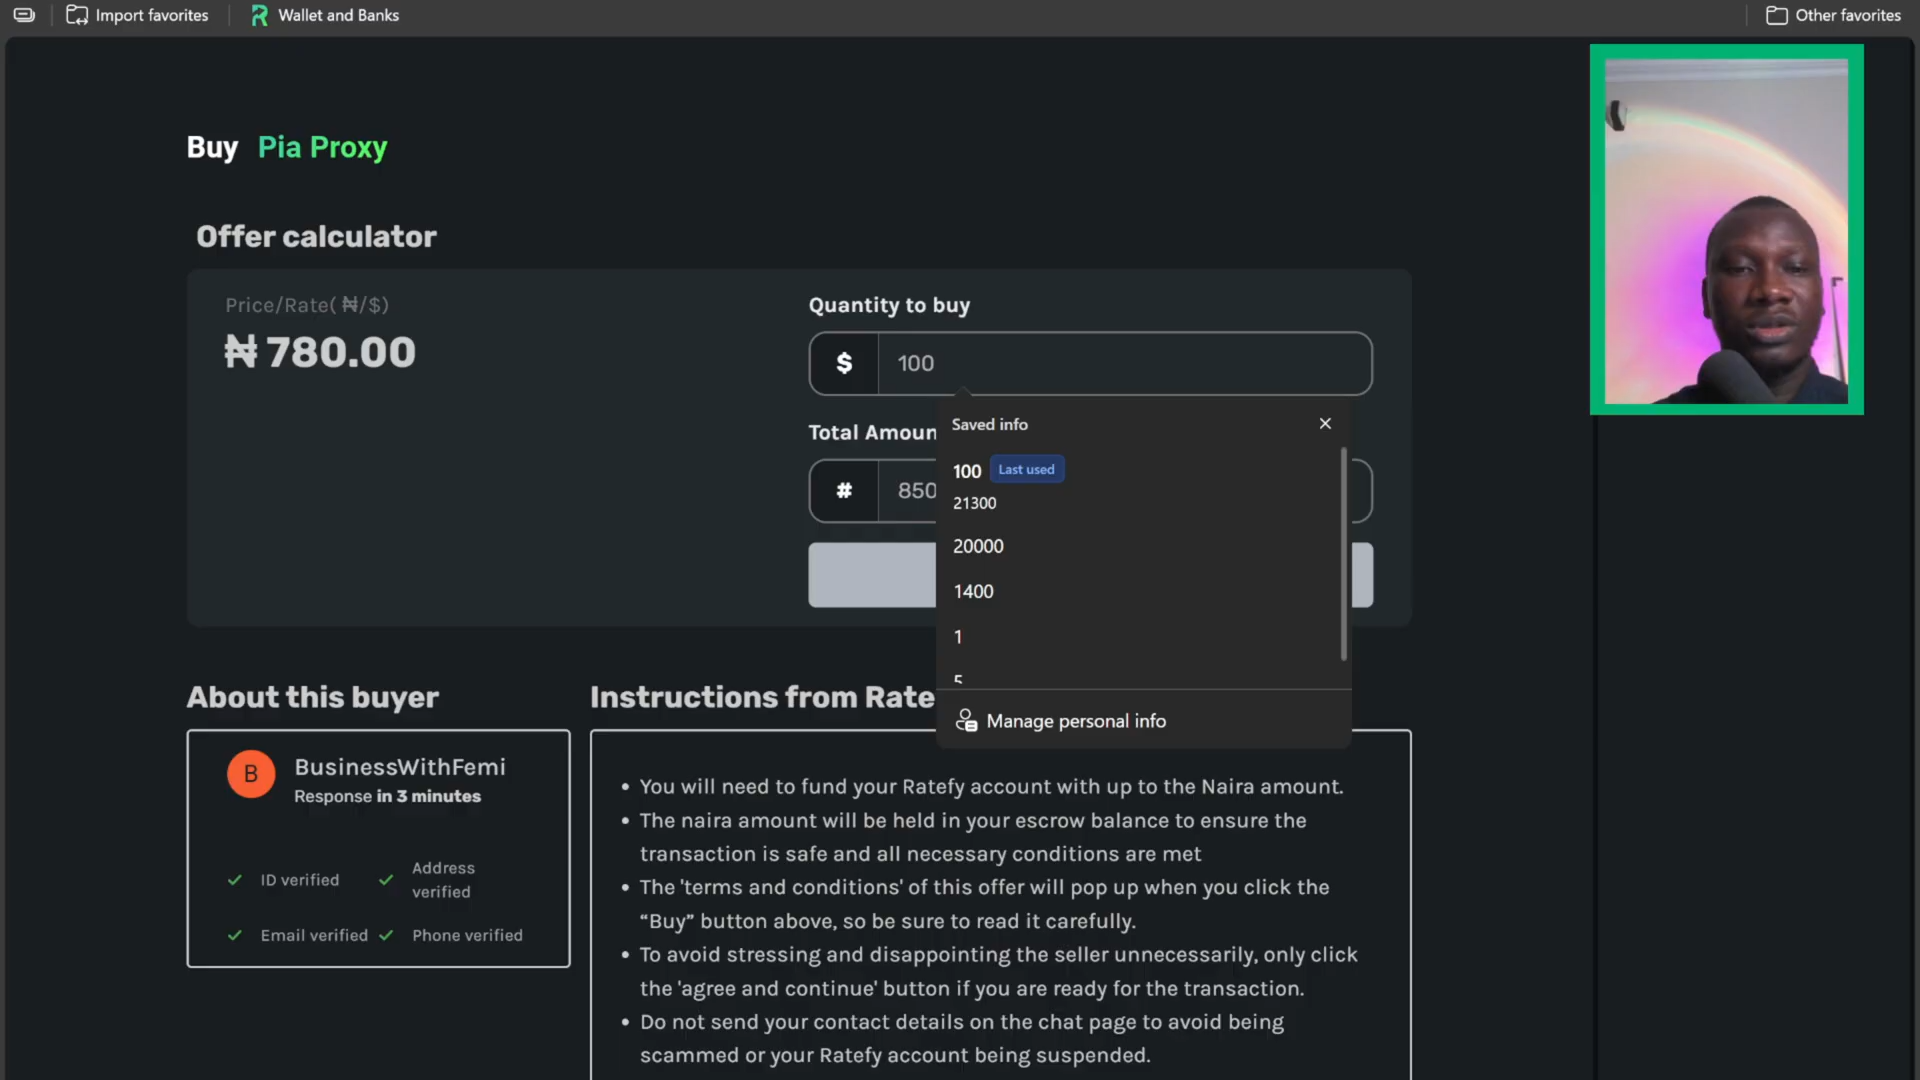 Import favorites
Wallet and Banks
Other favorites
Buy Pia Proxy
Offer calculator
Price/Rate( ₦/$)
₦ 780.00
Quantity to buy
$ 100
Total Amoun
# 850
Saved info
100 Last used
21300
20000
1400
1
5
Manage personal info
About this buyer
B
BusinessWithFemi
Response in 3 minutes
ID verified
Address
verified
Email verified
Phone verified
Instructions from Rate
• You will need to fund your Ratefy account with up to the Naira amount.
• The naira amount will be held in your escrow balance to ensure the
transaction is safe and all necessary conditions are met
• The 'terms and conditions' of this offer will pop up when you click the
“Buy” button above, so be sure to read it carefully.
• To avoid stressing and disappointing the seller unnecessarily, only click
the 'agree and continue' button if you are ready for the transaction.
• Do not send your contact details on the chat page to avoid being
scammed or your Ratefy account being suspended.